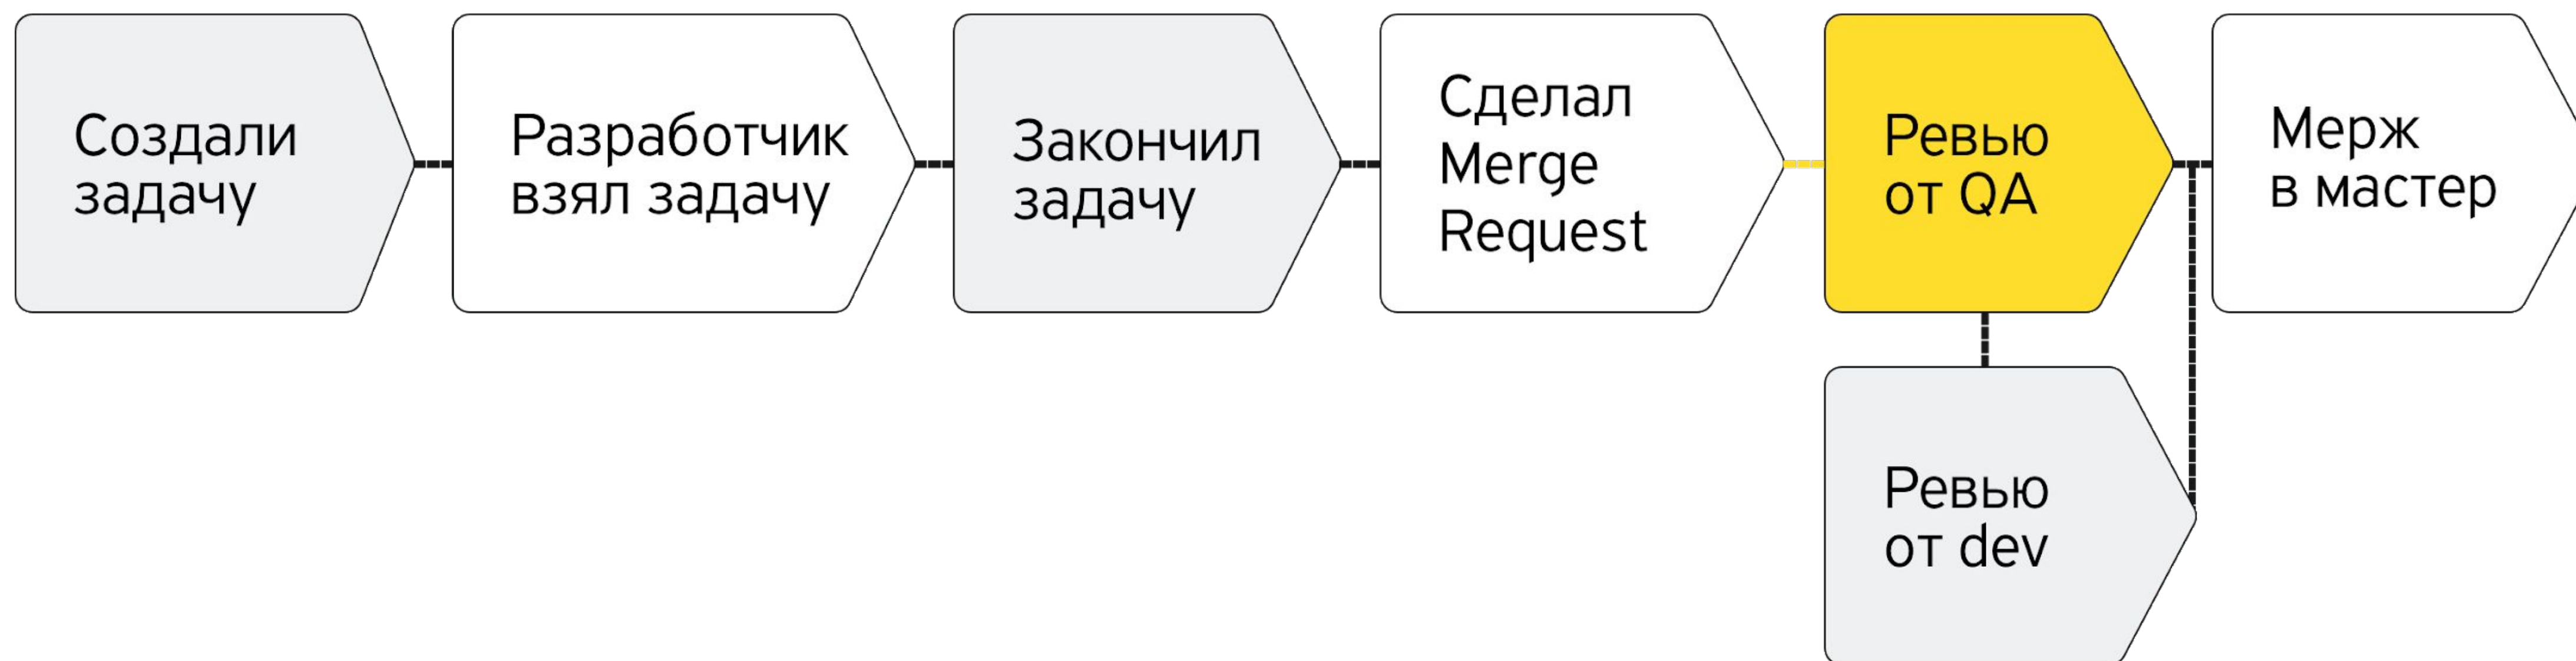 Создали
задачу
Разработчик
взял задачу
Закончил
задачу
Сделал
Merge
Request
Ревью
от QA
Мерж
в мастер
Ревью
от dev